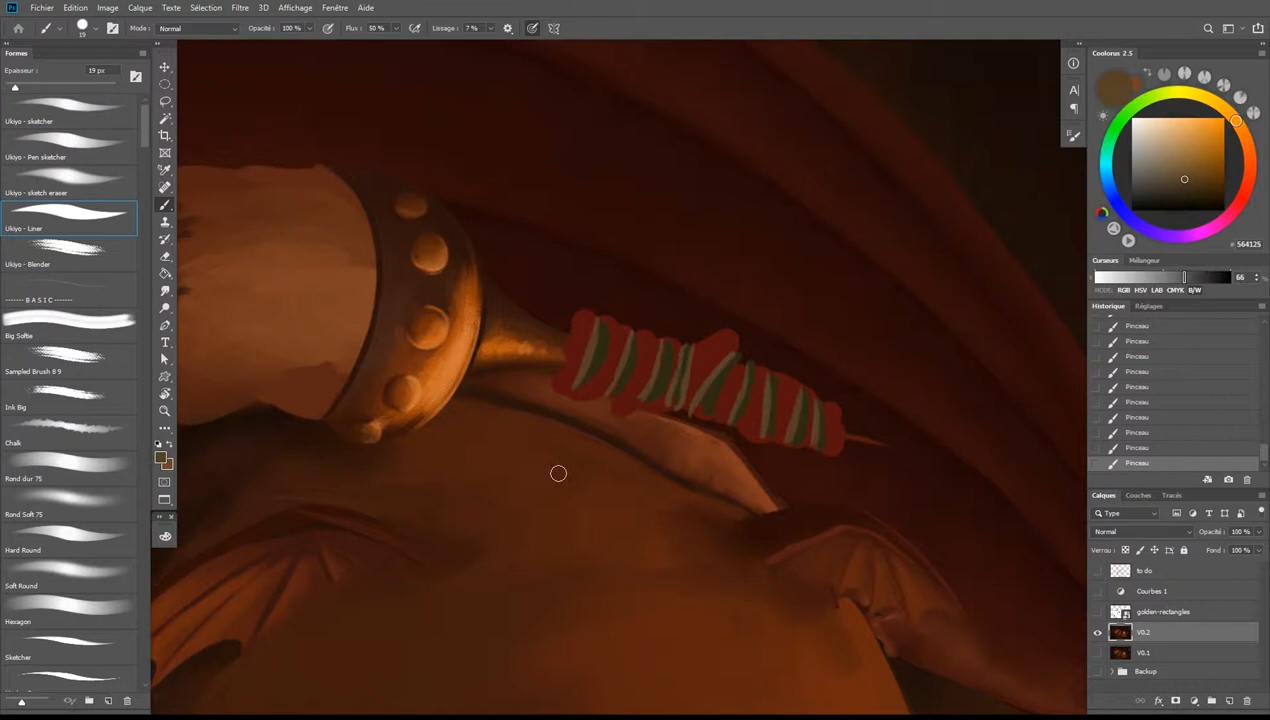 Ps Fichier Edition Image Calque Texte Sélection Filtre 3D Affichage Fenêtre Aide
19 Mode : Normal Opacité : 100 % Flux : 50 % Lissage : 7 %
Formes
Epaisseur : 19 px
Ukiyo - sketcher
Ukiyo - Pen sketcher
Ukiyo - sketch eraser
Ukiyo - Liner
Ukiyo - Blender
------- B A S I C -------
Big Softie
Sampled Brush 8 9
Ink Big
Chalk
Rond dur 75
Rond Soft 75
Hard Round
Soft Round
Hexagon
Sketcher
Coolorus 2.5
# 564125
Curseurs Mélangeur
66 %
MODE: RGB HSV LAB CMYK B/W
Historique Réglages
Pinceau
Pinceau
Pinceau
Pinceau
Pinceau
Pinceau
Pinceau
Pinceau
Pinceau
Pinceau
Calques Couches Tracés
Type
Normal Opacité : 100 %
Verrou : Fond : 100 %
to do
Courbes 1
golden-rectangles
V0.2
V0.1
Backup